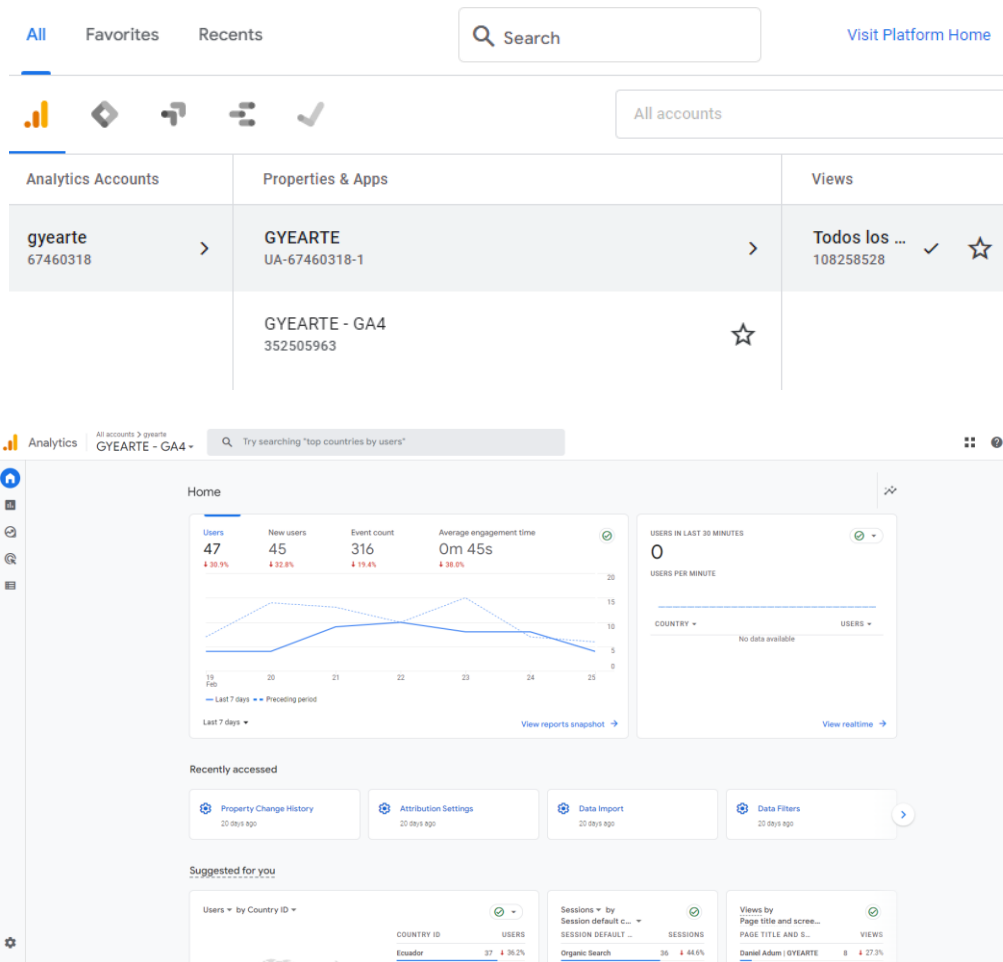 All Favorites Recents Search Visit Platform Home
All accounts
Analytics Accounts Properties & Apps Views
gyearte GYEARTE Todos los ...
67460318 UA-67460318-1 108258528
GYEARTE - GA4
352505963
All accounts > gyearte
Analytics GYEARTE - GA4 Try searching "top countries by users"
Home
Users New users Event count Average engagement time
47 45 316 0m 45s
↓ 30.9% ↓ 32.8% ↓ 19.4% ↓ 38.0%
20
15
10
5
0
19 20 21 22 23 24 25
Feb
Last 7 days Preceding period
Last 7 days View reports snapshot →
USERS IN LAST 30 MINUTES
0
USERS PER MINUTE
COUNTRY USERS
No data available
View realtime →
Recently accessed
Property Change History Attribution Settings Data Import Data Filters
20 days ago 20 days ago 20 days ago 20 days ago
Suggested for you
Users by Country ID
COUNTRY ID USERS
Ecuador 37 ↓ 36.2%
Sessions by
Session default c...
SESSION DEFAULT ... SESSIONS
Organic Search 36 ↓ 44.6%
Views by
Page title and scree...
PAGE TITLE AND S... VIEWS
Daniel Adum | GYEARTE 8 ↓ 27.3%